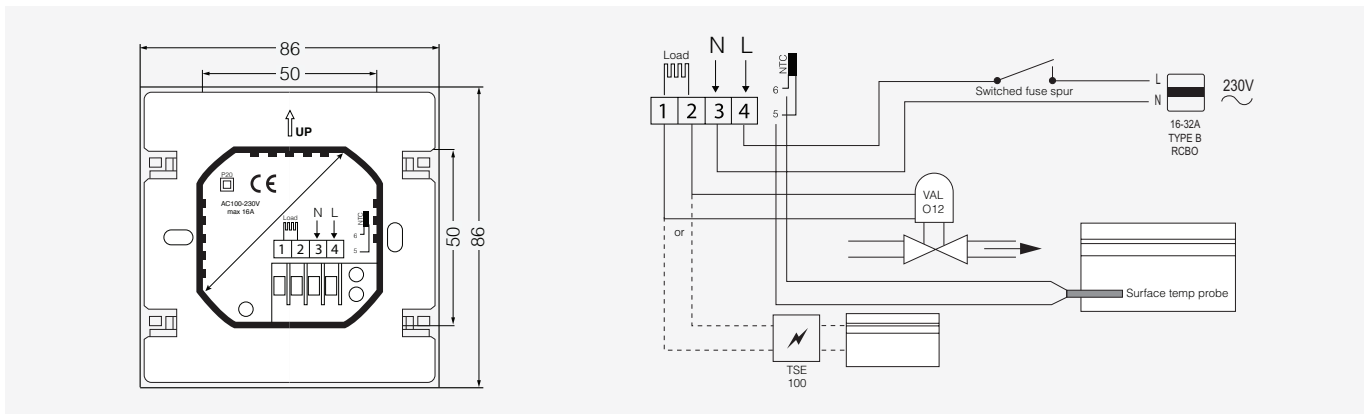 86
50
UP
P20
CE
AC100-230V
max 16A
Load
N L
NTC
6
1 2 3 4
5
50
86
Load
N L
NTC
6
1 2 3 4
5
Switched fuse spur
L
N
230V
16-32A
TYPE B
RCBO
VAL
O12
or
Surface temp probe
TSE
100